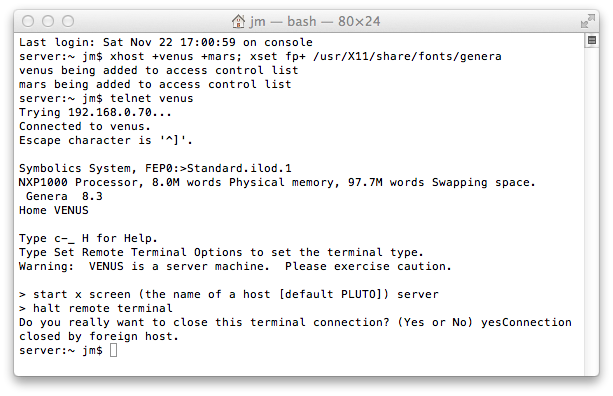 jm — bash — 80×24
Last login: Sat Nov 22 17:00:59 on console
server:~ jm$ xhost +venus +mars; xset fp+ /usr/X11/share/fonts/genera
venus being added to access control list
mars being added to access control list
server:~ jm$ telnet venus
Trying 192.168.0.70...
Connected to venus.
Escape character is '^]'.
Symbolics System, FEP0:>Standard.ilod.1
NXP1000 Processor, 8.0M words Physical memory, 97.7M words Swapping space.
Genera  8.3
Home VENUS
Type c-_ H for Help.
Type Set Remote Terminal Options to set the terminal type.
Warning:  VENUS is a server machine.  Please exercise caution.
> start x screen (the name of a host [default PLUTO]) server
> halt remote terminal
Do you really want to close this terminal connection? (Yes or No) yesConnection
closed by foreign host.
server:~ jm$